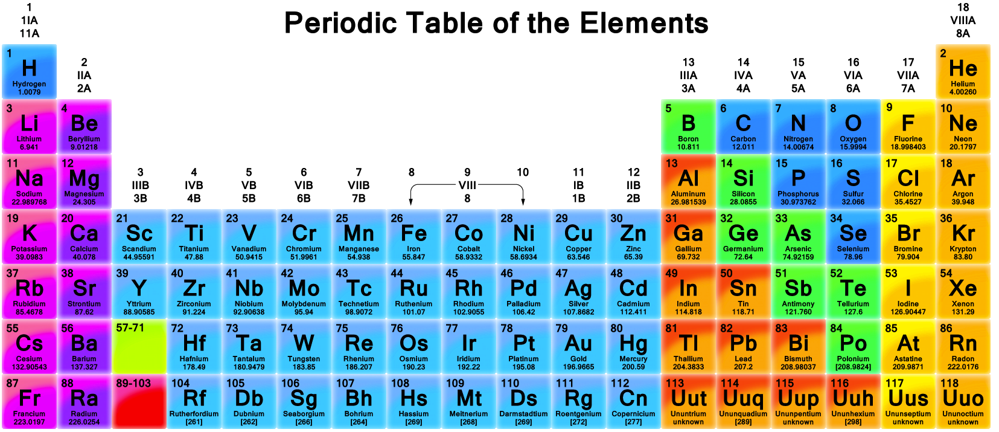 Periodic Table of the Elements
1
1IA
11A
18
VIIIA
8A
1
H
Hydrogen
1.0079
2
IIA
2A
13
IIIA
3A
14
IVA
4A
15
VA
5A
16
VIA
6A
17
VIIA
7A
2
He
Helium
4.00260
3
Li
Lithium
6.941
4
Be
Beryllium
9.01218
5
B
Boron
10.811
6
C
Carbon
12.011
7
N
Nitrogen
14.00674
8
O
Oxygen
15.9994
9
F
Fluorine
18.998403
10
Ne
Neon
20.1797
11
Na
Sodium
22.989768
12
Mg
Magnesium
24.305
3
IIIB
3B
4
IVB
4B
5
VB
5B
6
VIB
6B
7
VIIB
7B
8 9 10
VIII
8
11
IB
1B
12
IIB
2B
13
Al
Aluminum
26.981539
14
Si
Silicon
28.0855
15
P
Phosphorus
30.973762
16
S
Sulfur
32.066
17
Cl
Chlorine
35.4527
18
Ar
Argon
39.948
19
K
Potassium
39.0983
20
Ca
Calcium
40.078
21
Sc
Scandium
44.95591
22
Ti
Titanium
47.88
23
V
Vanadium
50.9415
24
Cr
Chromium
51.9961
25
Mn
Manganese
54.938
26
Fe
Iron
55.847
27
Co
Cobalt
58.9332
28
Ni
Nickel
58.6934
29
Cu
Copper
63.546
30
Zn
Zinc
65.39
31
Ga
Gallium
69.732
32
Ge
Germanium
72.64
33
As
Arsenic
74.92159
34
Se
Selenium
78.96
35
Br
Bromine
79.904
36
Kr
Krypton
83.80
37
Rb
Rubidium
85.4678
38
Sr
Strontium
87.62
39
Y
Yttrium
88.90585
40
Zr
Zirconium
91.224
41
Nb
Niobium
92.90638
42
Mo
Molybdenum
95.94
43
Tc
Technetium
98.9072
44
Ru
Ruthenium
101.07
45
Rh
Rhodium
102.9055
46
Pd
Palladium
106.42
47
Ag
Silver
107.8682
48
Cd
Cadmium
112.411
49
In
Indium
114.818
50
Sn
Tin
118.71
51
Sb
Antimony
121.760
52
Te
Tellurium
127.6
53
I
Iodine
126.90447
54
Xe
Xenon
131.29
55
Cs
Cesium
132.90543
56
Ba
Barium
137.327
57-71
72
Hf
Hafnium
178.49
73
Ta
Tantalum
180.9479
74
W
Tungsten
183.85
75
Re
Rhenium
186.207
76
Os
Osmium
190.23
77
Ir
Iridium
192.22
78
Pt
Platinum
195.08
79
Au
Gold
196.9665
80
Hg
Mercury
200.59
81
Tl
Thallium
204.3833
82
Pb
Lead
207.2
83
Bi
Bismuth
208.98037
84
Po
Polonium
[208.9824]
85
At
Astatine
209.9871
86
Rn
Radon
222.0176
87
Fr
Francium
223.0197
88
Ra
Radium
226.0254
89-103
104
Rf
Rutherfordium
[261]
105
Db
Dubnium
[262]
106
Sg
Seaborgium
[266]
107
Bh
Bohrium
[264]
108
Hs
Hassium
[269]
109
Mt
Meitnerium
[268]
110
Ds
Darmstadtium
[269]
111
Rg
Roentgenium
[272]
112
Cn
Copernicium
[277]
113
Uut
Ununtrium
unknown
114
Uuq
Ununquadium
[289]
115
Uup
Ununpentium
unknown
116
Uuh
Ununhexium
[298]
117
Uus
Ununseptium
unknown
118
Uuo
Ununoctium
unknown